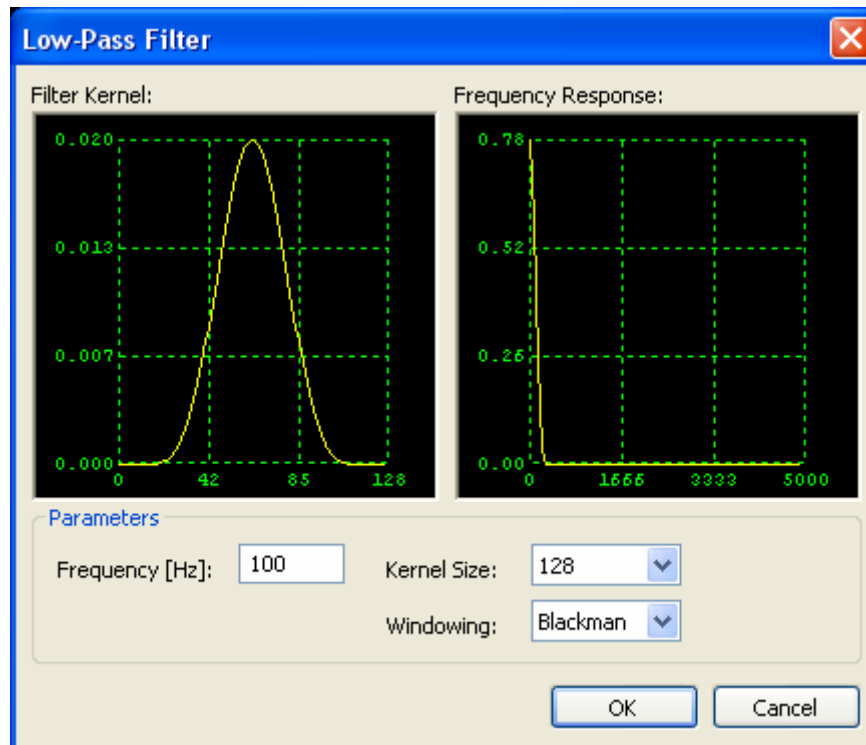 Low-Pass Filter
Filter Kernel:
Frequency Response:
0.020
0.013
0.007
0.000
0 42 85 128
0.78
0.52
0.26
0.00
0 1666 3333 5000
Parameters
Frequency [Hz]: 100
Kernel Size: 128
Windowing: Blackman
OK Cancel